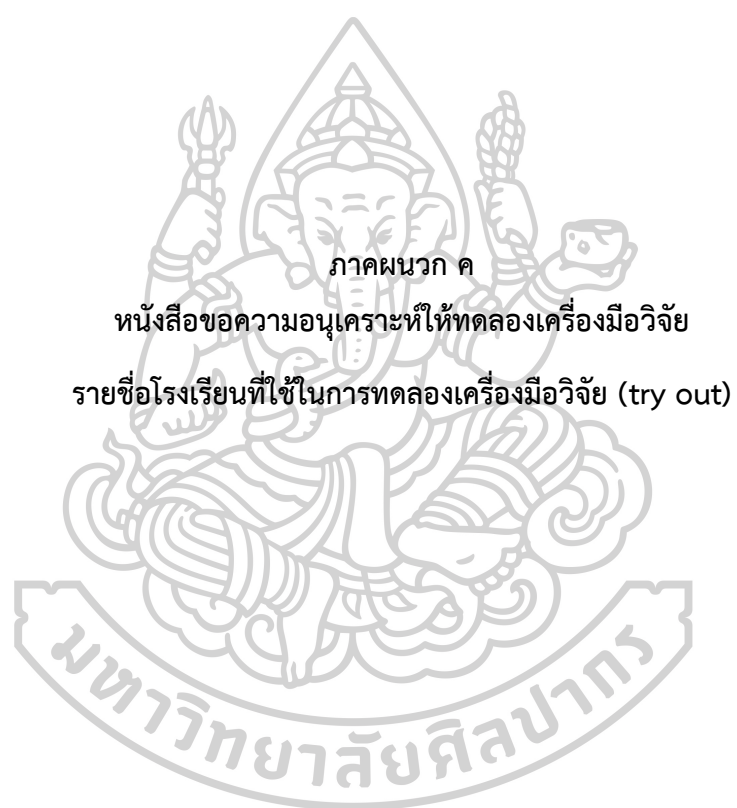 ภาคผนวก ค
หนังสือขอความอนุเคราะห์ให้ทดลองเครื่องมือวิจัย
รายชื่อโรงเรียนที่ใช้ในการทดลองเครื่องมือวิจัย (try out)
มหาวิทยาลัยศิลปากร